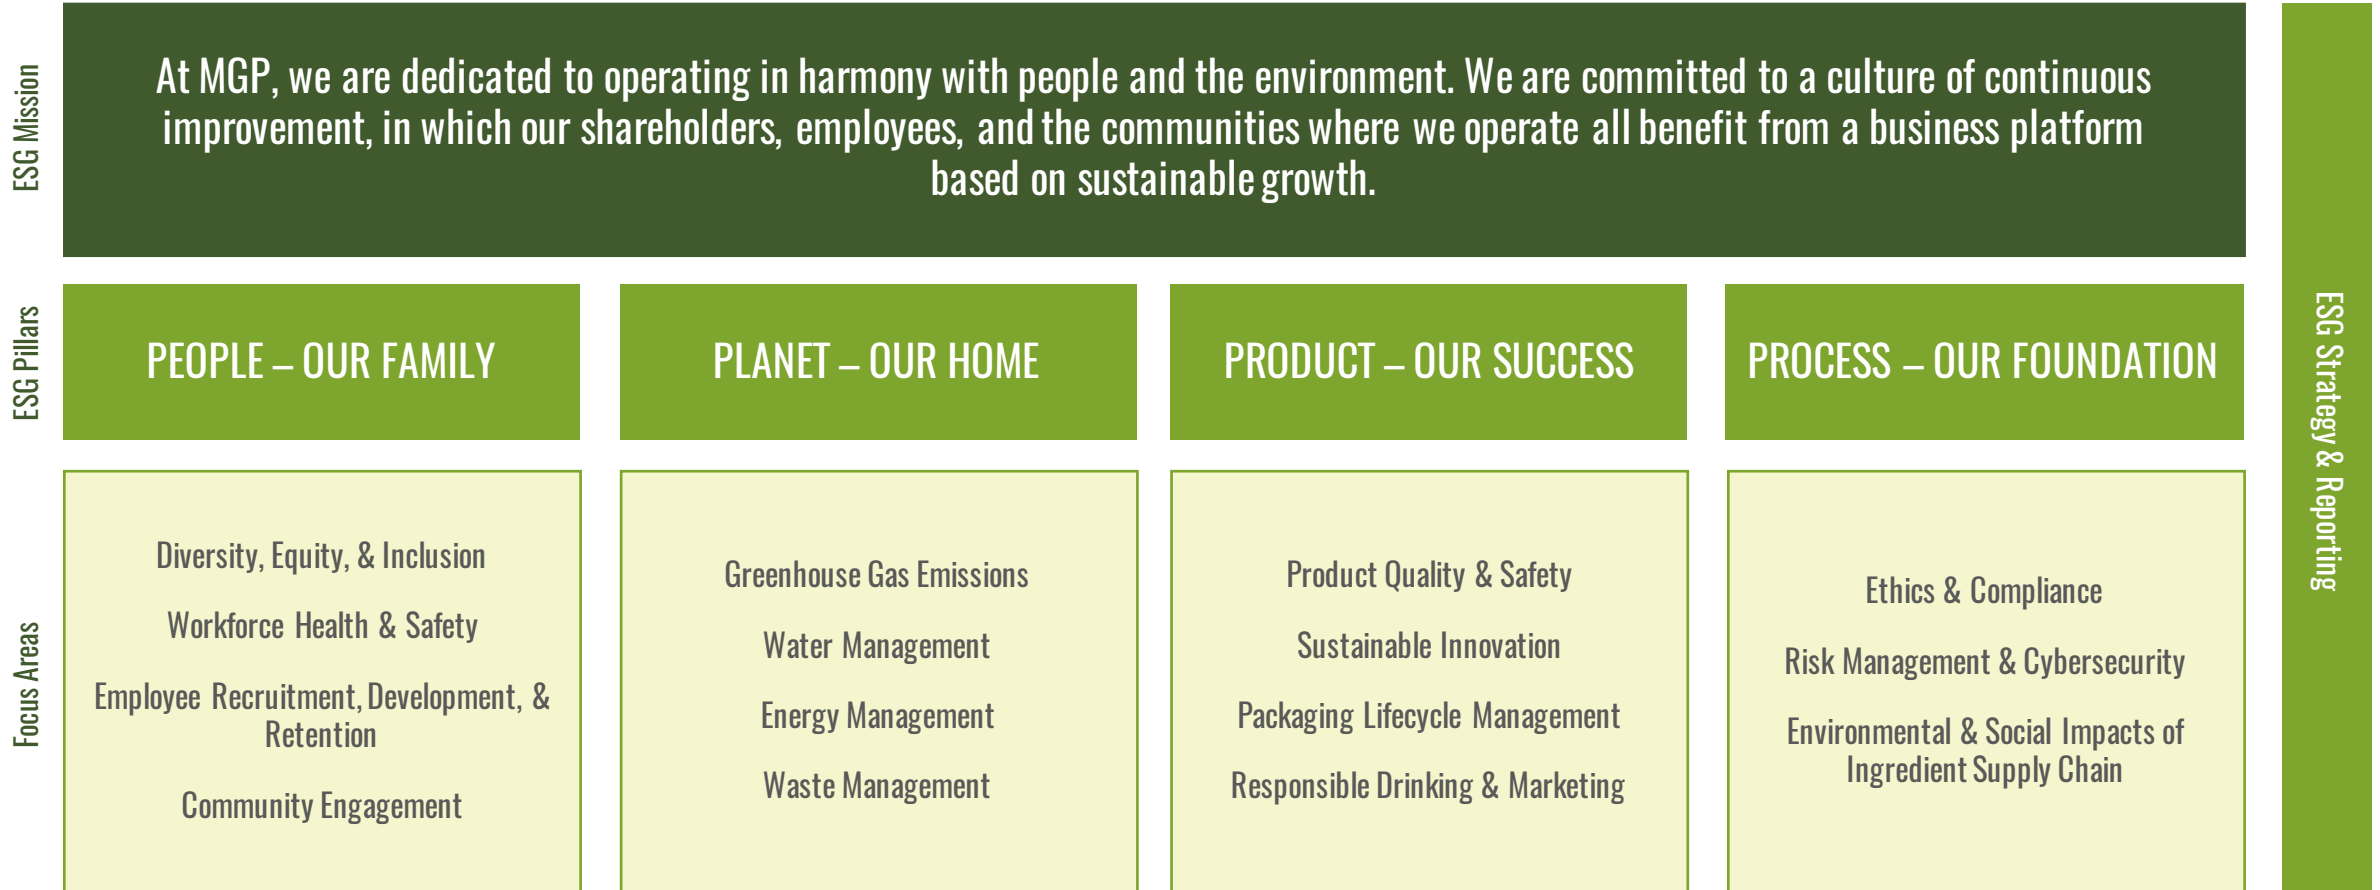 ESG Mission
At MGP, we are dedicated to operating in harmony with people and the environment. We are committed to a culture of continuous
improvement, in which our shareholders, employees, and the communities where we operate all benefit from a business platform
based on sustainable growth.
ESG Pillars
PEOPLE – OUR FAMILY
PLANET – OUR HOME
PRODUCT – OUR SUCCESS
PROCESS – OUR FOUNDATION
Focus Areas
Diversity, Equity, & Inclusion
Workforce Health & Safety
Employee Recruitment, Development, &
Retention
Community Engagement
Greenhouse Gas Emissions
Water Management
Energy Management
Waste Management
Product Quality & Safety
Sustainable Innovation
Packaging Lifecycle Management
Responsible Drinking & Marketing
Ethics & Compliance
Risk Management & Cybersecurity
Environmental & Social Impacts of
Ingredient Supply Chain
ESG Strategy & Reporting